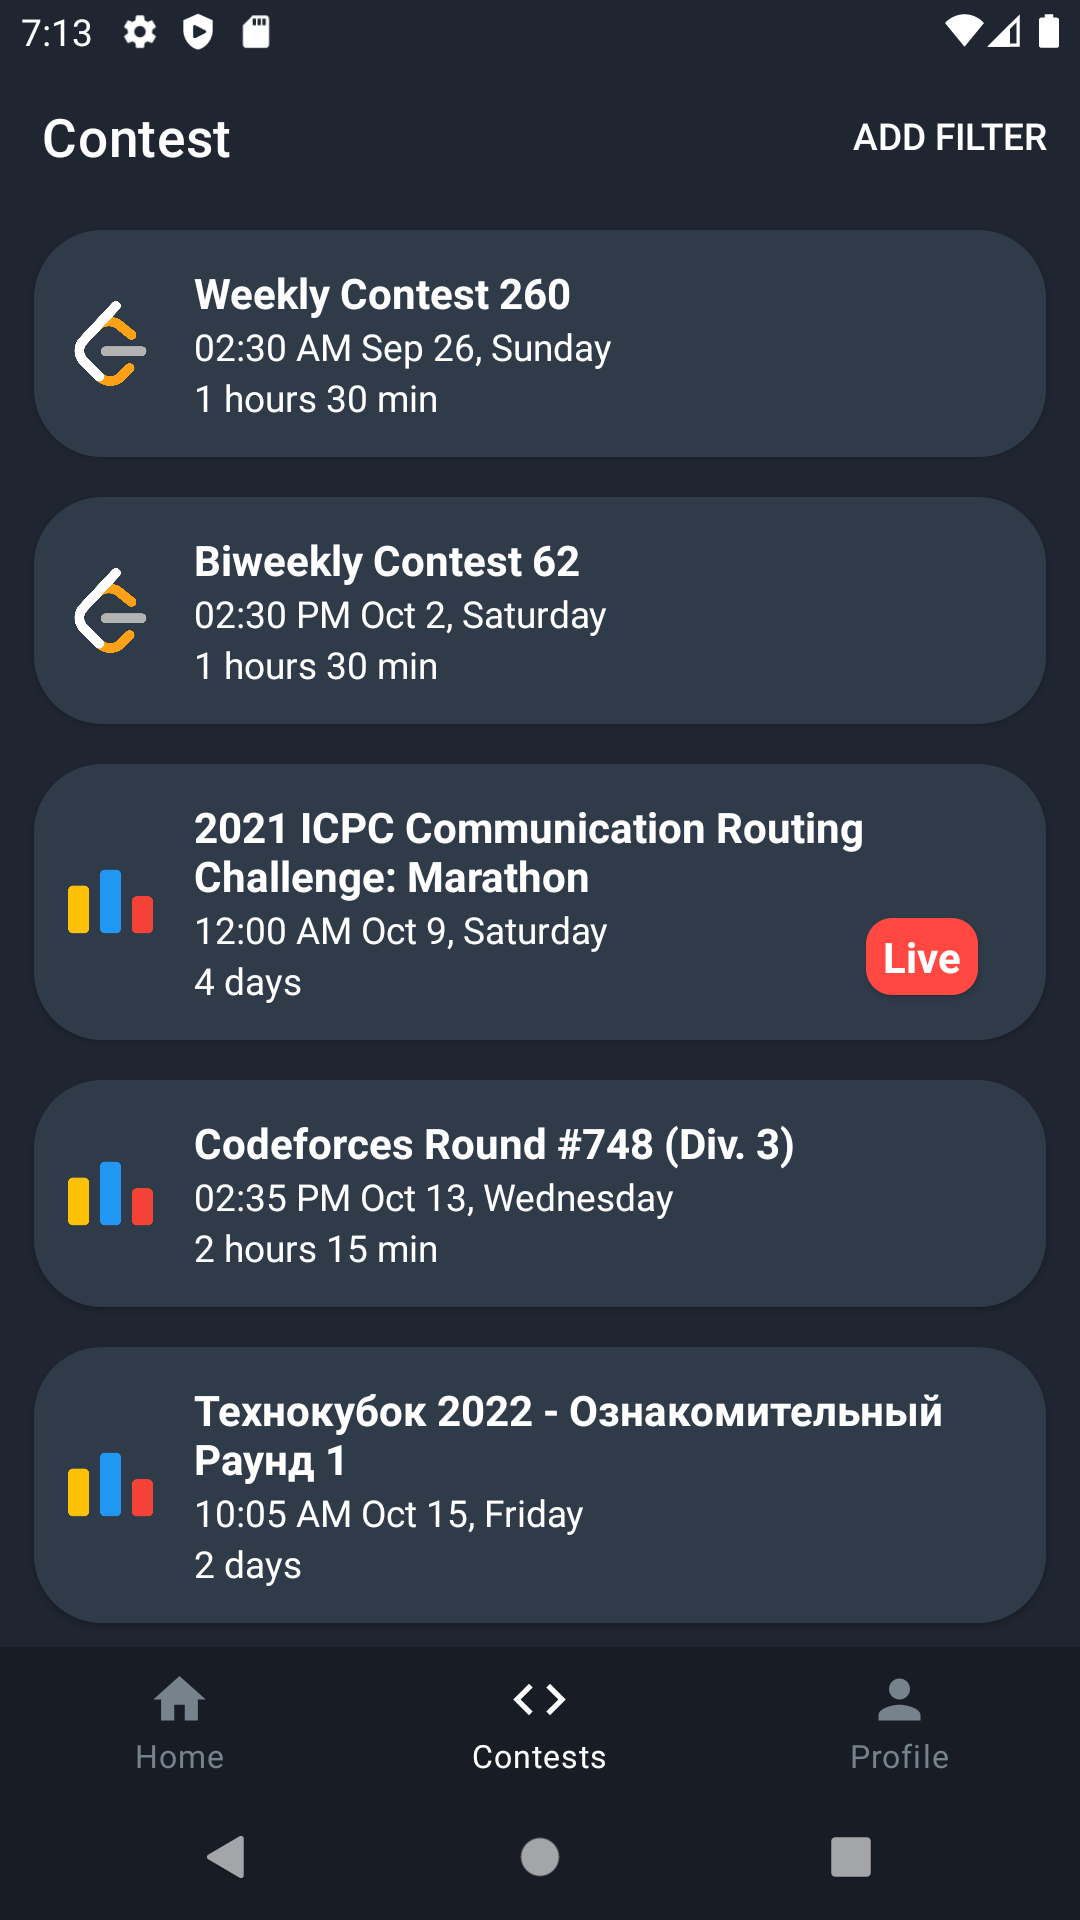 7:13
Contest
ADD FILTER
Weekly Contest 260
02:30 AM Sep 26, Sunday
1 hours 30 min
Biweekly Contest 62
02:30 PM Oct 2, Saturday
1 hours 30 min
2021 ICPC Communication Routing
Challenge: Marathon
12:00 AM Oct 9, Saturday
4 days
Live
Codeforces Round #748 (Div. 3)
02:35 PM Oct 13, Wednesday
2 hours 15 min
Технокубок 2022 - Ознакомительный
Раунд 1
10:05 AM Oct 15, Friday
2 days
Home
Contests
Profile